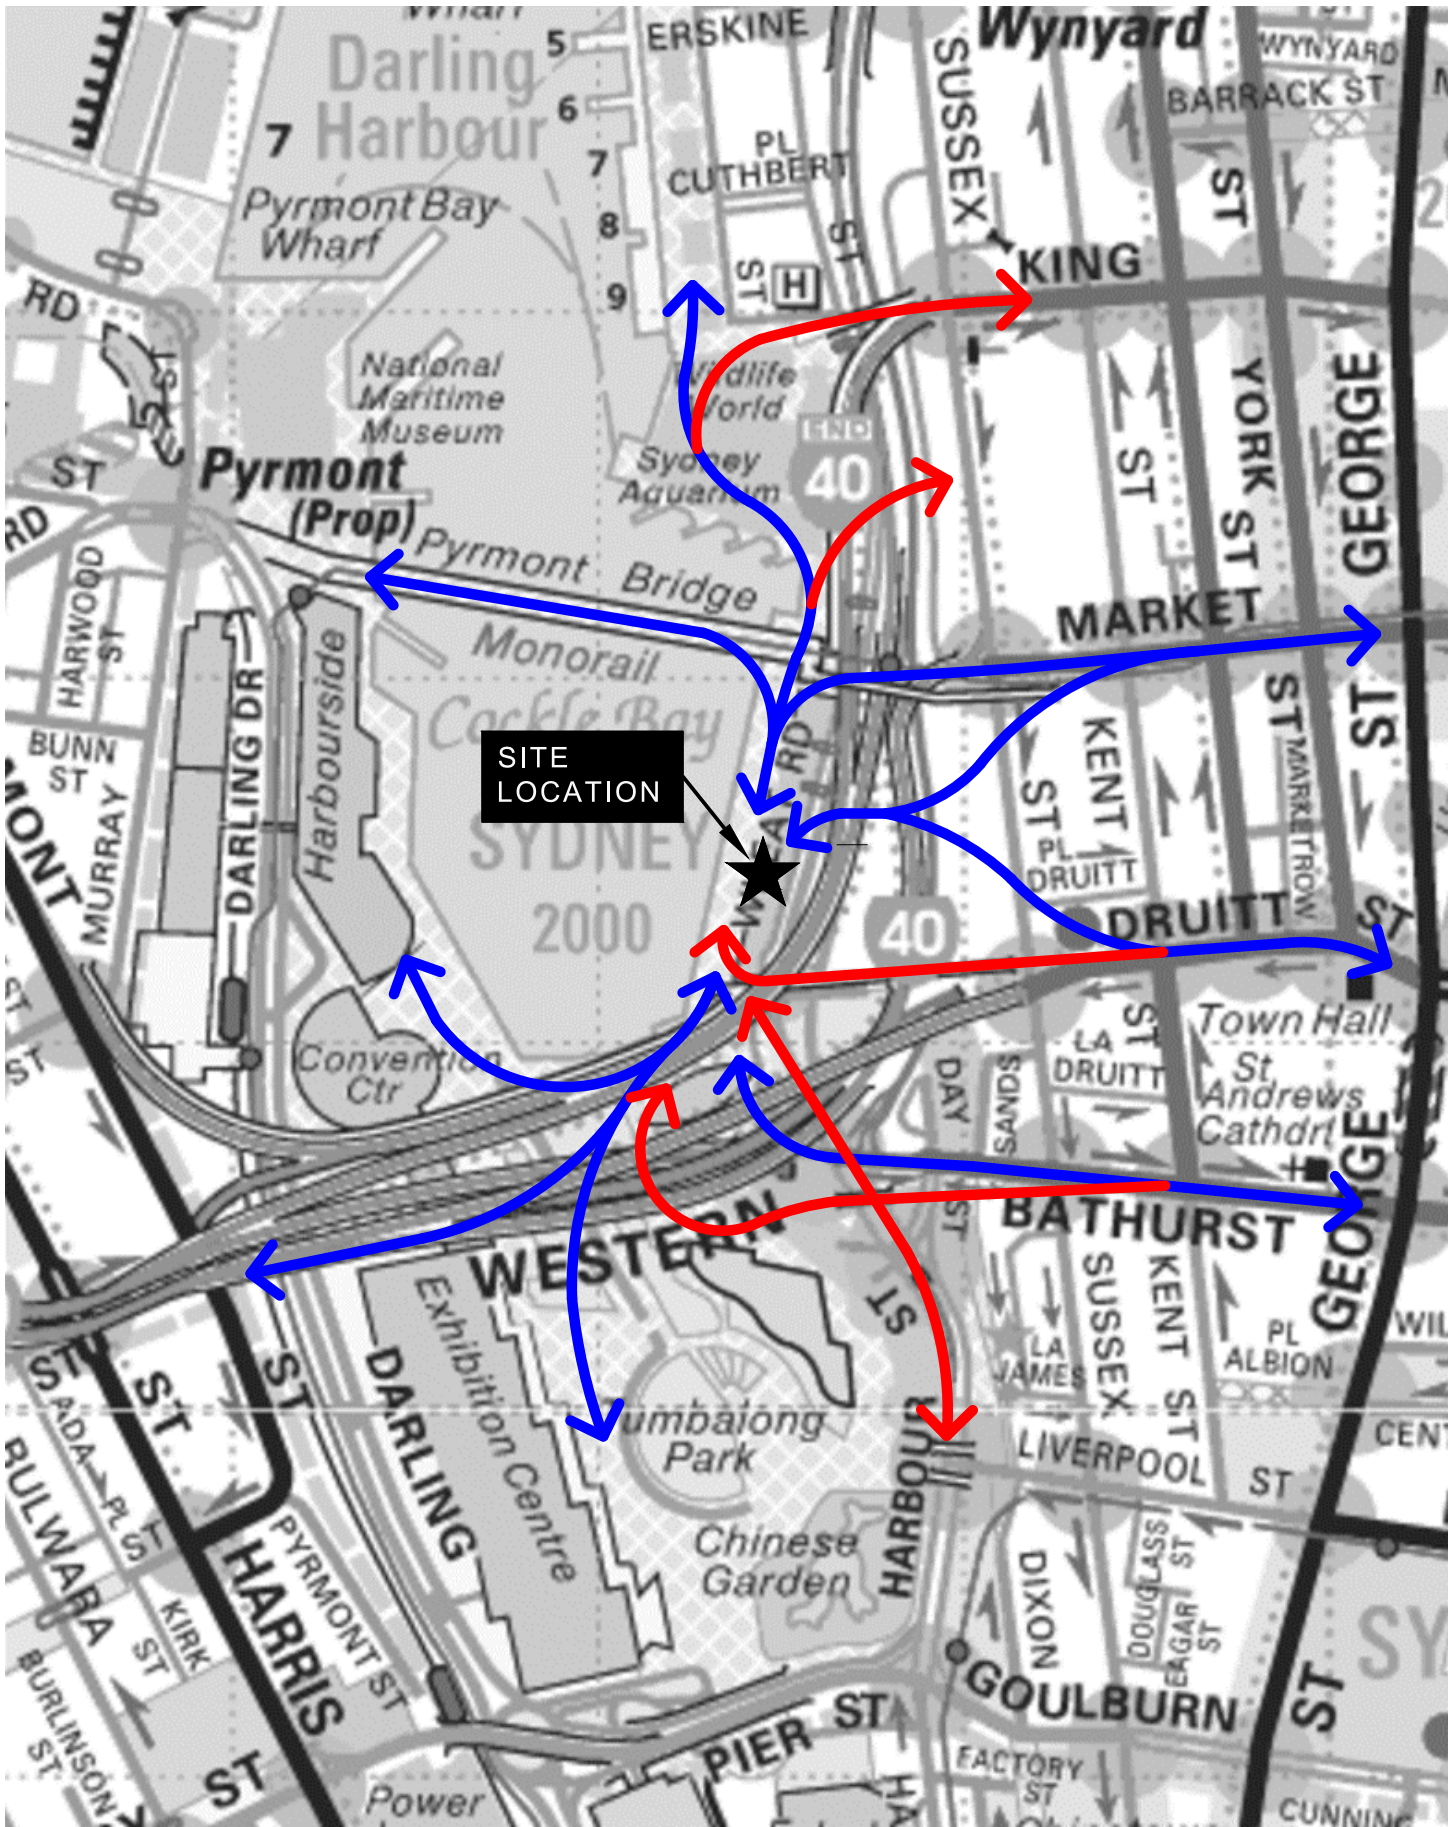 Wharf
Darling
Harbour
5
6
7
8
9
7
Pyrmont Bay
Wharf
ERSKINE
PL
CUTHBERT
ST
ST
H
SUSSEX
Wynyard
WYNYARD
BARRACK ST
ST
KING
RD
ST
National
Maritime
Museum
Wildlife
World
Sydney
Aquarium
END
40
ST
YORK ST
GEORGE
ST
ST
RD
Pyrmont
(Prop)
Pyrmont Bridge
Monorail
Cockle Bay
HARWOOD
ST
MARKET
Harbourside
DARLING DR
BUNN
ST
MURRAY
SITE
LOCATION
SYDNEY
2000
RD
KENT
ST
ST
MARKET ROW
PL
DRUITT
DRUITT
ST
40
Convention
Ctr
ST
ST
Town Hall
LA
DRUITT
ST
St
Andrews
Cathdrl
DAY
ST
SANDS
WESTERN
BATHURST
GEORGE
ST
SUSSEX
KENT
ST
LA
JAMES
PL
ALBION
LIVERPOOL
ST
Exhibition Centre
DARLING
ST
ST
ST
ADA
PL
ST
BULWARA
HARRIS
PYRMONT ST
KIRK
ST
BURLINSON
ST
ST
Park
Chinese
Garden
HARBOUR
DIXON
DOUGLASS
ST
EAGAR
ST
GOULBURN
ST
PIER
ST
FACTORY
ST
CUNNING
Power